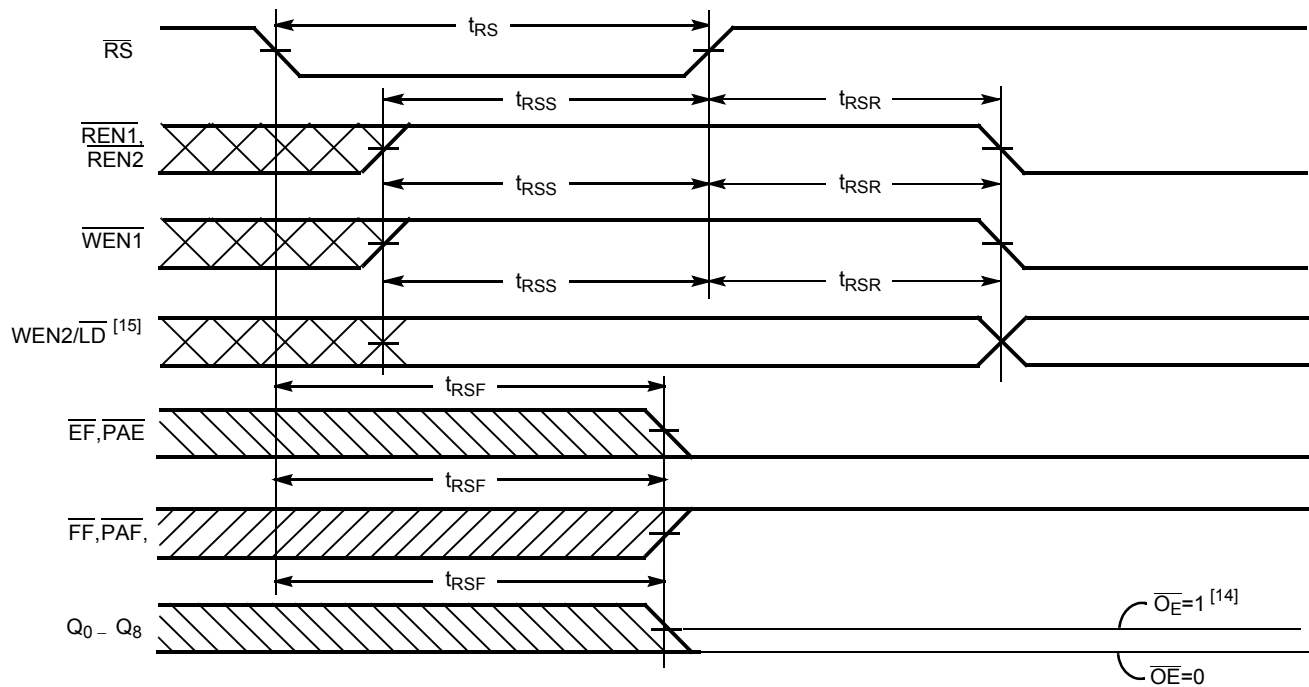 tRS
RS
tRSS
tRSR
REN1,
REN2
tRSS
tRSR
WEN1
tRSS
tRSR
WEN2/LD [15]
tRSF
EF,PAE
tRSF
FF,PAF,
tRSF
OE=1 [14]
Q0 – Q8
OE=0